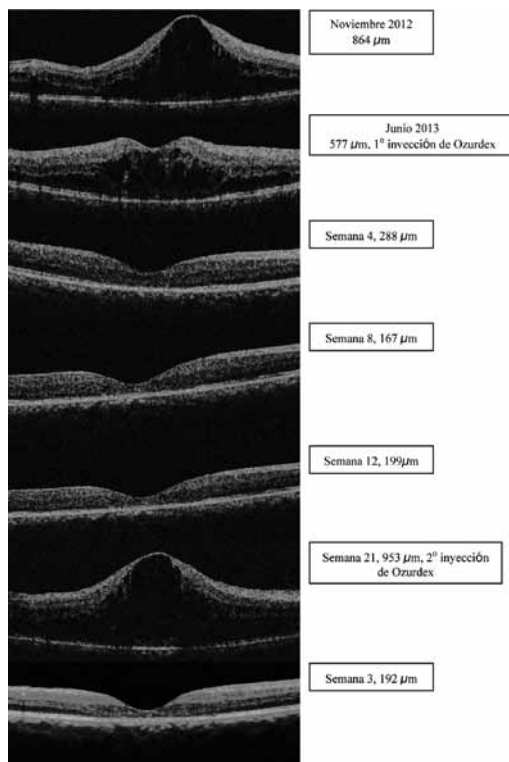 Noviembre 2012
864 µm
Junio 2013
577 µm, 1° invección de Ozurdex
Semana 4, 288 µm
Semana 8, 167 µm
Semana 12, 199µm
Semana 21, 953 µm, 2° inyección
de Ozurdex
Semana 3, 192 µm